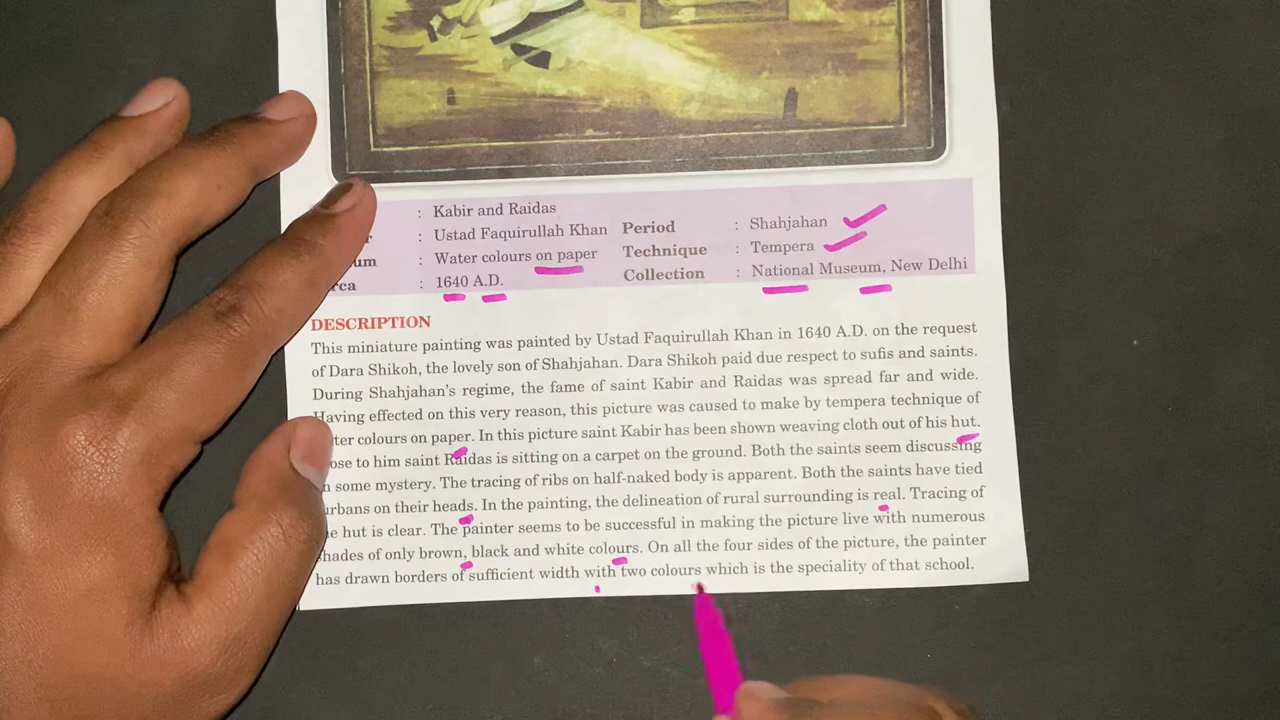 : Kabir and Raidas
: Ustad Faquirullah Khan Period : Shahjahan
um : Water colours on paper Technique : Tempera
rca : 1640 A.D. Collection : National Museum, New Delhi
DESCRIPTION
This miniature painting was painted by Ustad Faquirullah Khan in 1640 A.D. on the request
of Dara Shikoh, the lovely son of Shahjahan. Dara Shikoh paid due respect to sufis and saints.
During Shahjahan's regime, the fame of saint Kabir and Raidas was spread far and wide.
Having effected on this very reason, this picture was caused to make by tempera technique of
ter colours on paper. In this picture saint Kabir has been shown weaving cloth out of his hut.
ose to him saint Raidas is sitting on a carpet on the ground. Both the saints seem discussing
n some mystery. The tracing of ribs on half-naked body is apparent. Both the saints have tied
urbans on their heads. In the painting, the delineation of rural surrounding is real. Tracing of
e hut is clear. The painter seems to be successful in making the picture live with numerous
shades of only brown, black and white colours. On all the four sides of the picture, the painter
has drawn borders of sufficient width with two colours which is the speciality of that school.